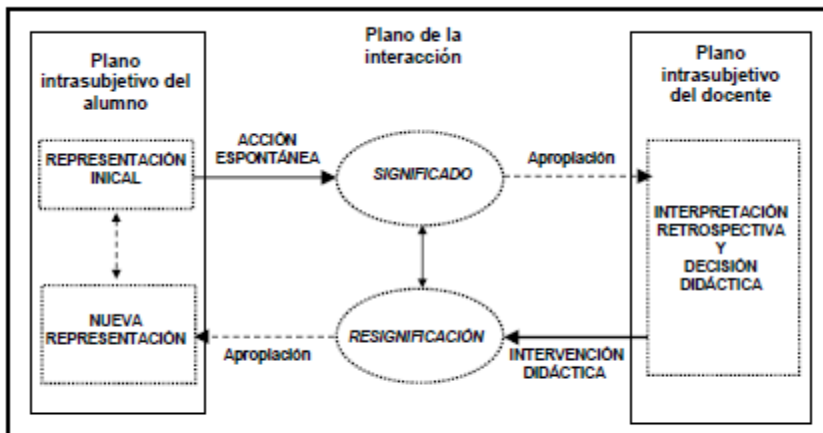 Plano
intrasubjetivo del
alumno
Plano de la
interacción
Plano
intrasubjetivo
del docente
REPRESENTACIÓN
INICAL
ACCIÓN
ESPONTÁNEA
SIGNIFICADO
Apropiación
INTERPRETACIÓN
RETROSPECTIVA
Y
DECISIÓN
DIDÁCTICA
NUEVA
REPRESENTACIÓN
Apropiación
RESIGNIFICACIÓN
INTERVENCIÓN
DIDÁCTICA